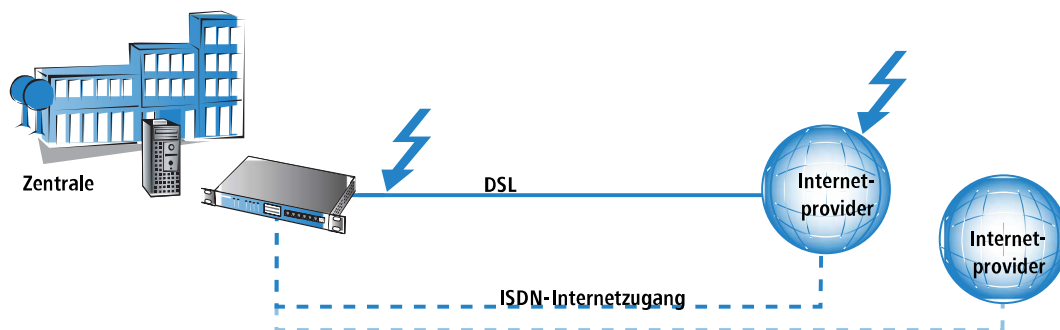 Zentrale
DSL
Internet-
provider
Internet-
provider
ISDN-Internetzugang